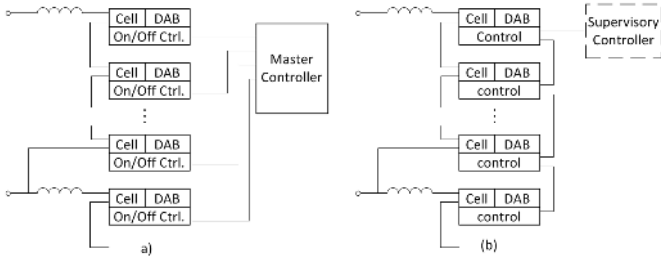 Cell DAB
On/Off Ctrl.
Cell DAB
On/Off Ctrl.
Cell DAB
On/Off Ctrl.
Cell DAB
On/Off Ctrl.
Master
Controller
a)
Cell DAB
Control
Cell DAB
control
Cell DAB
control
Cell DAB
control
Supervisory
Controller
(b)